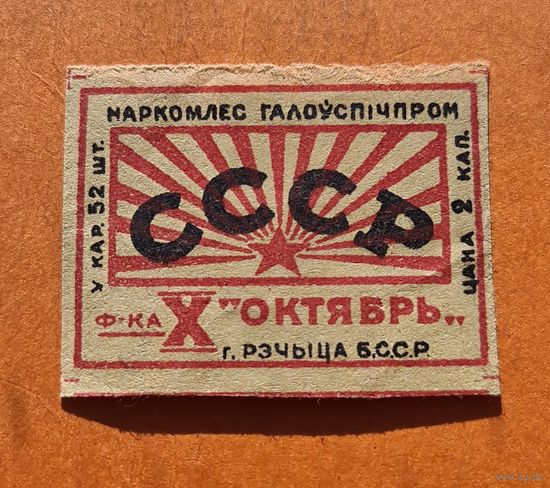 НАРКОМЛЕС ГАЛОЎСПІЧПРОМ
У КАР. 52 ШТ.
СССР
ЦАНА 2 КАП.
Ф-КА X "ОКТЯБРЬ„
г. РЭЧЫЦА Б.С.С.Р.